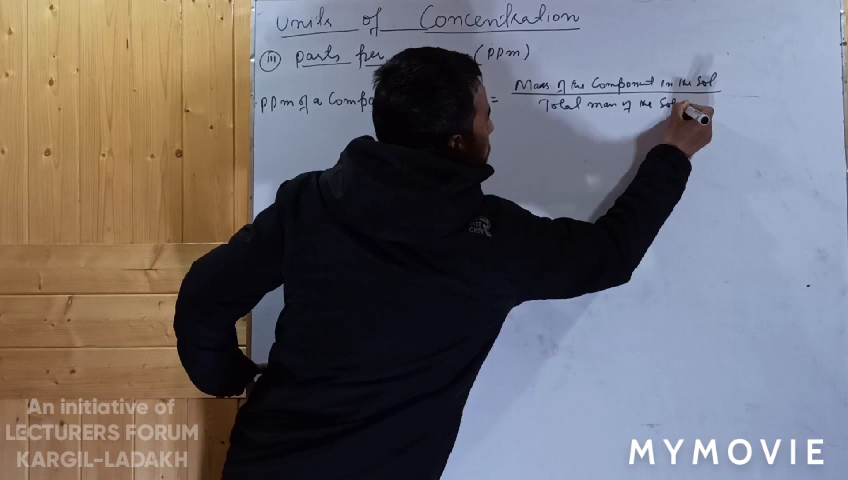 Units of Concentration
(iii) Parts per (PPm)
PPm of a Compo =
Mass of the Component in the Sol
Total mass of the Sol
An initiative of
LECTURERS FORUM
KARGIL-LADAKH
MYMOVIE